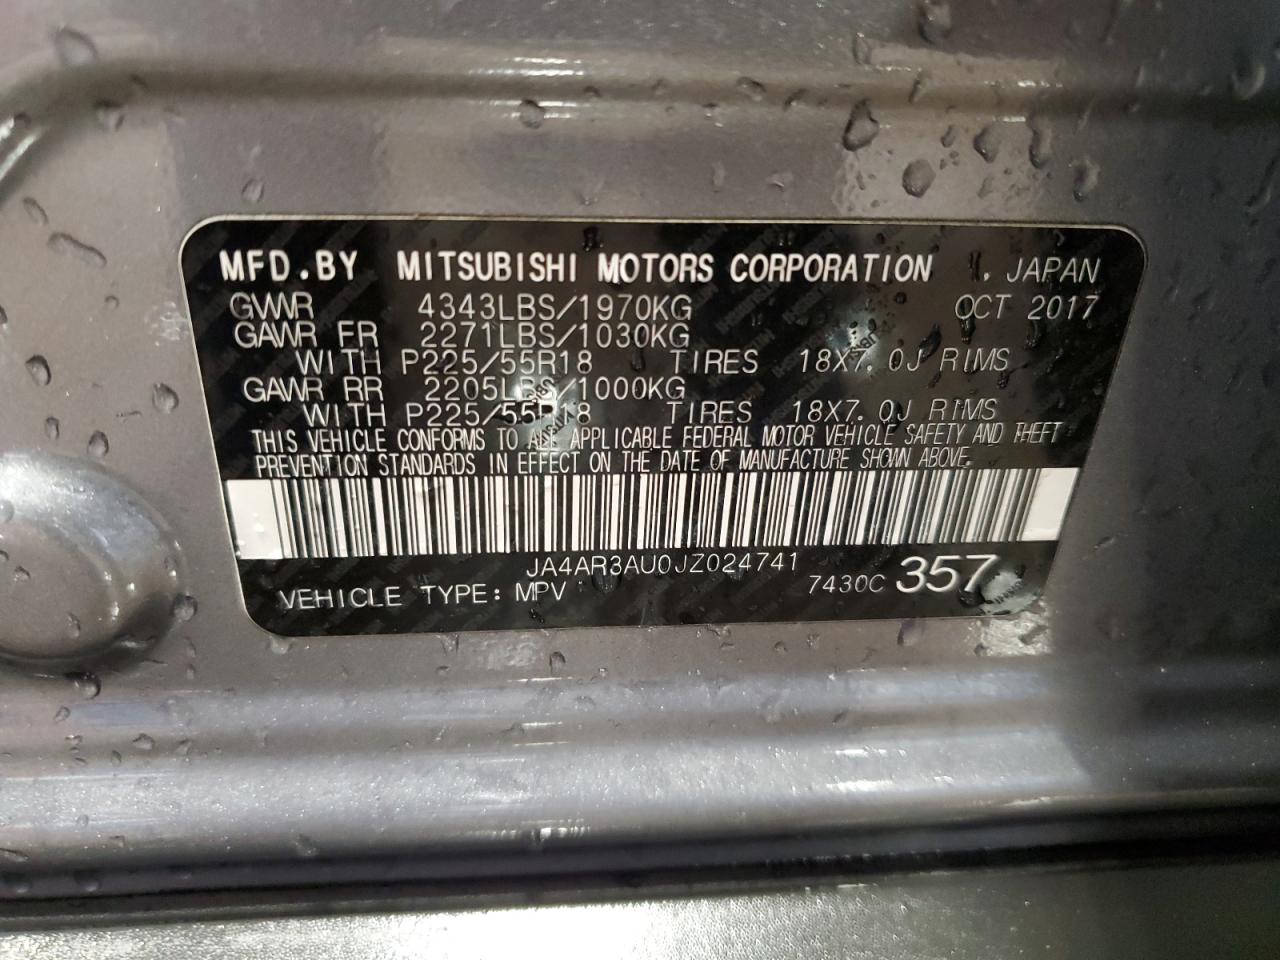 MFD.BY MITSUBISHI MOTORS CORPORATION , JAPAN
GVWR 4343LBS/1970KG OCT 2017
GAWR FR 2271LBS/1030KG
WITH P225/55R18 TIRES 18X7.0J RIMS
GAWR RR 2205LBS/1000KG
WITH P225/55R18 TIRES 18X7.0J RIMS
THIS VEHICLE CONFORMS TO ALL APPLICABLE FEDERAL MOTOR VEHICLE SAFETY AND THEFT
PREVENTION STANDARDS IN EFFECT ON THE DATE OF MANUFACTURE SHOWN ABOVE.
JA4AR3AU0JZ024741
VEHICLE TYPE: MPV 7430C 357